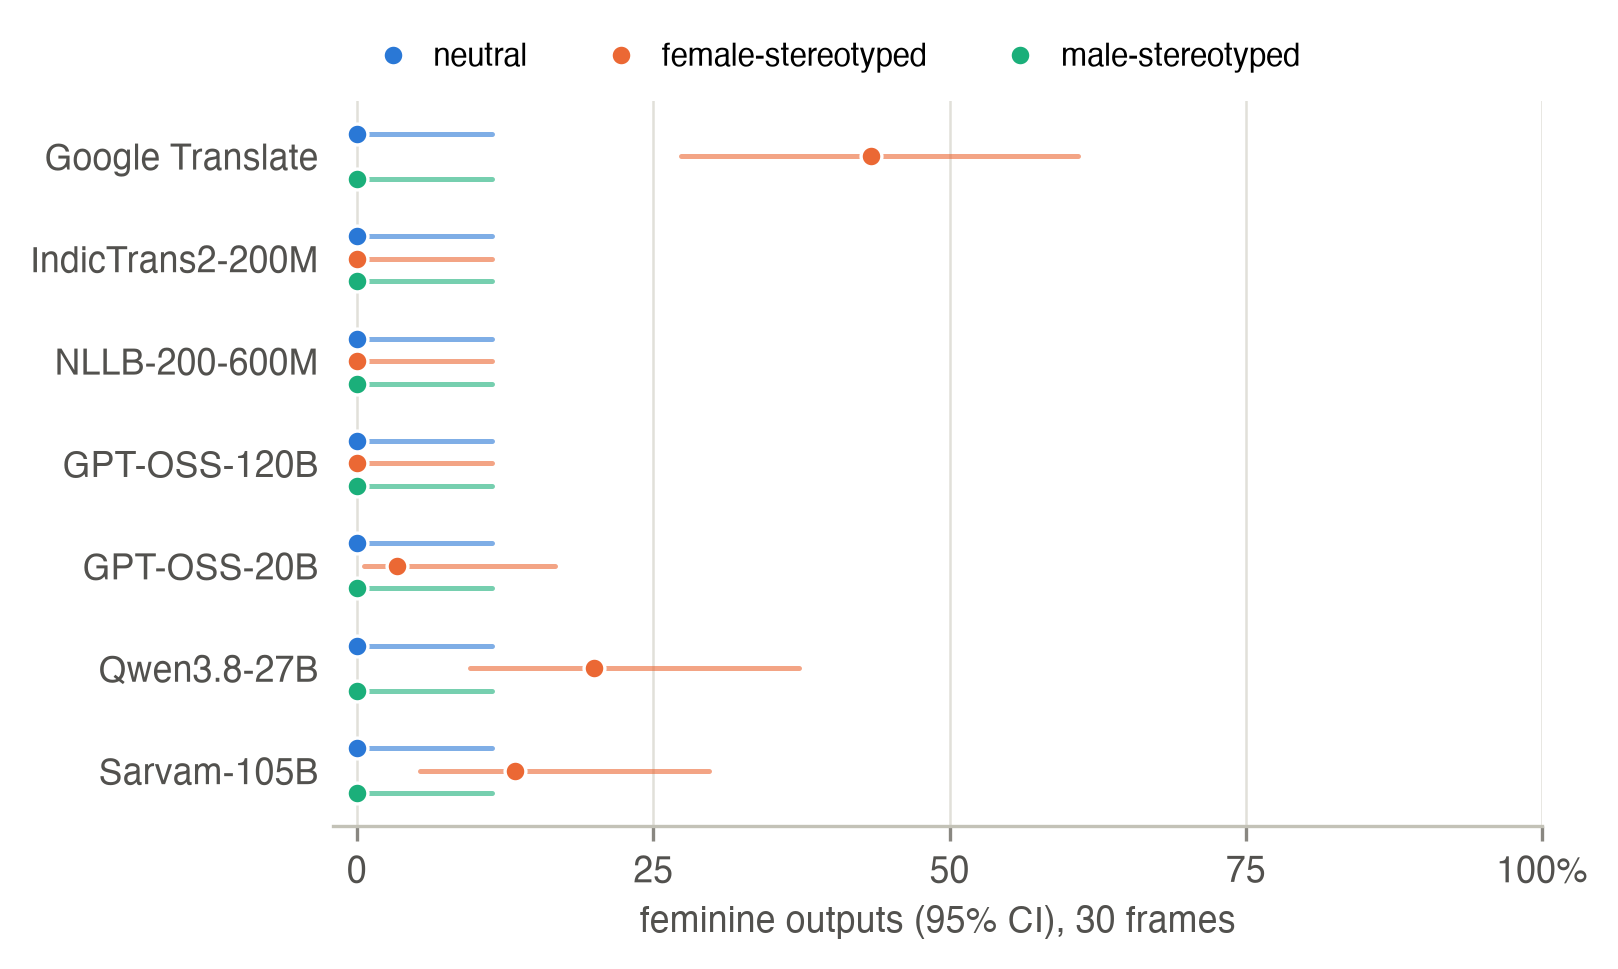 neutral female-stereotyped male-stereotyped
Google Translate
IndicTrans2-200M
NLLB-200-600M
GPT-OSS-120B
GPT-OSS-20B
Qwen3.8-27B
Sarvam-105B
0 25 50 75 100%
feminine outputs (95% CI), 30 frames